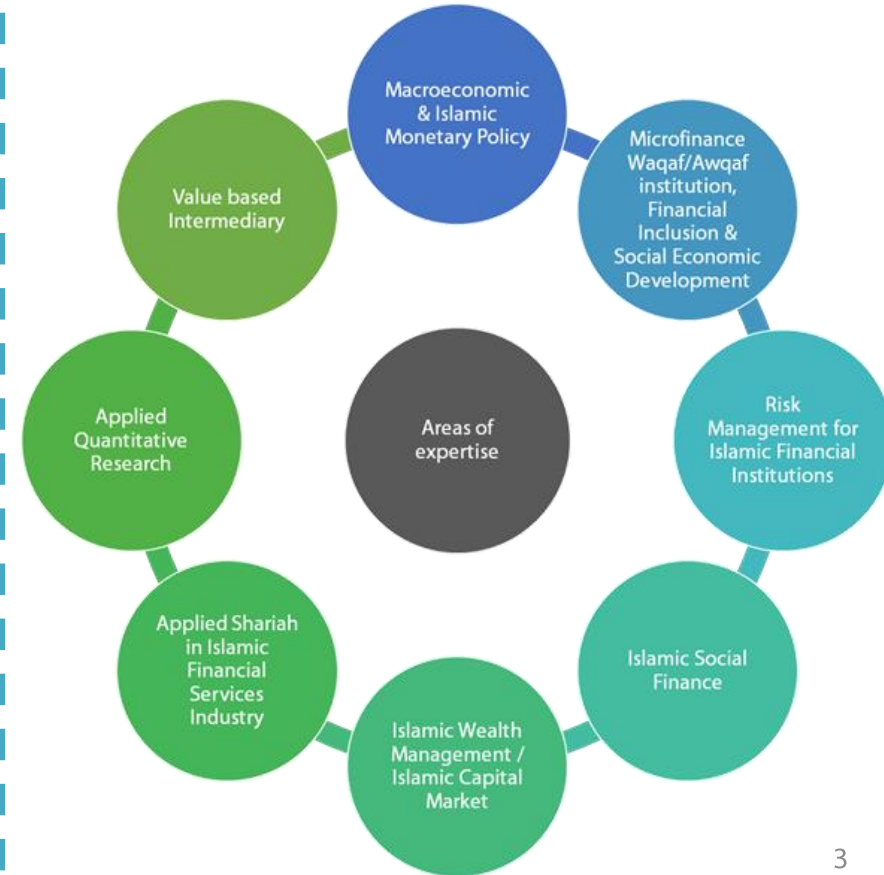 Macroeconomic
& Islamic
Monetary Policy
Microfinance
Waqaf/Awqaf
institution,
Financial
Inclusion &
Social Economic
Development
Risk
Management for
Islamic Financial
Institutions
Islamic Social
Finance
Islamic Wealth
Management /
Islamic Capital
Market
Applied Shariah
in Islamic
Financial
Services
Industry
Applied
Quantitative
Research
Value based
Intermediary
Areas of
expertise
3